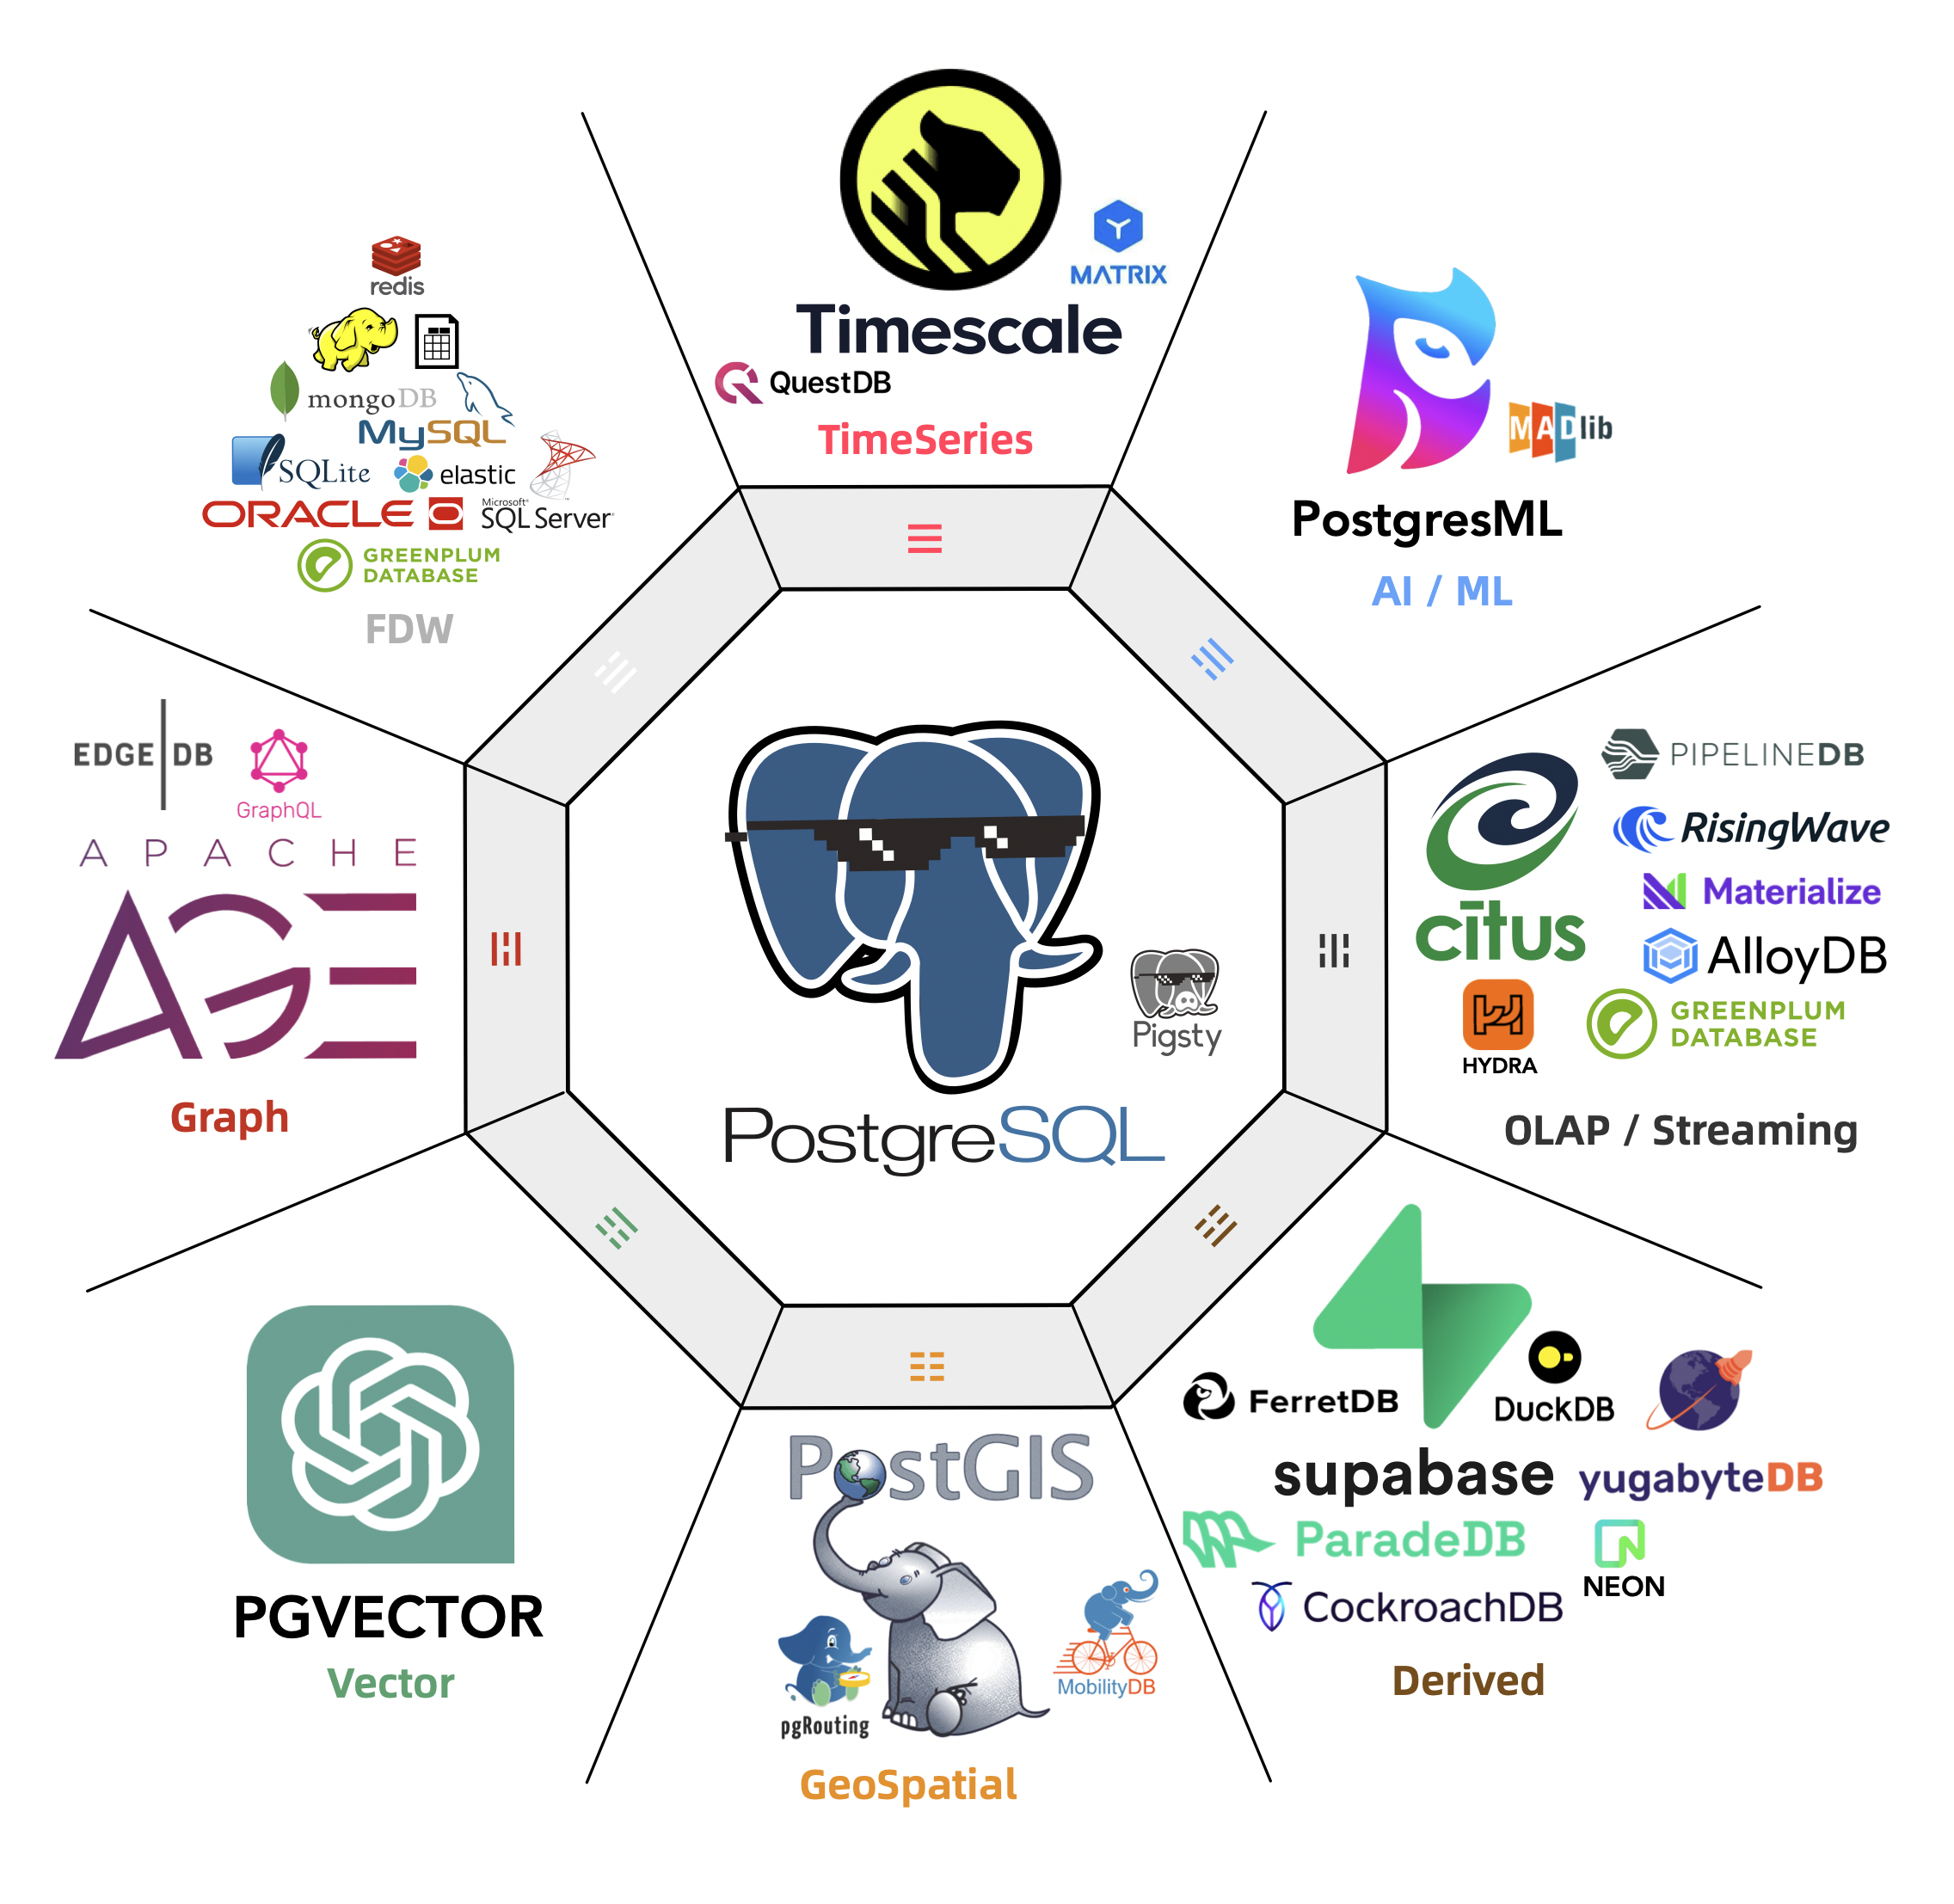 Timescale
MATRIX
QuestDB
TimeSeries
PostgresML
MADlib
AI / ML
PIPELINEDB
RisingWave
Materialize
citus
AlloyDB
HYDRA
GREENPLUM
DATABASE
OLAP / Streaming
FerretDB
DuckDB
supabase
yugabyteDB
ParadeDB
NEON
CockroachDB
Derived
PostGIS
pgRouting
MobilityDB
GeoSpatial
PGVECTOR
Vector
EDGE DB
GraphQL
APACHE
AGE
Graph
redis
mongoDB
MySQL
SQLite
elastic
ORACLE
Microsoft
SQL Server
GREENPLUM
DATABASE
FDW
Pigsty
PostgreSQL